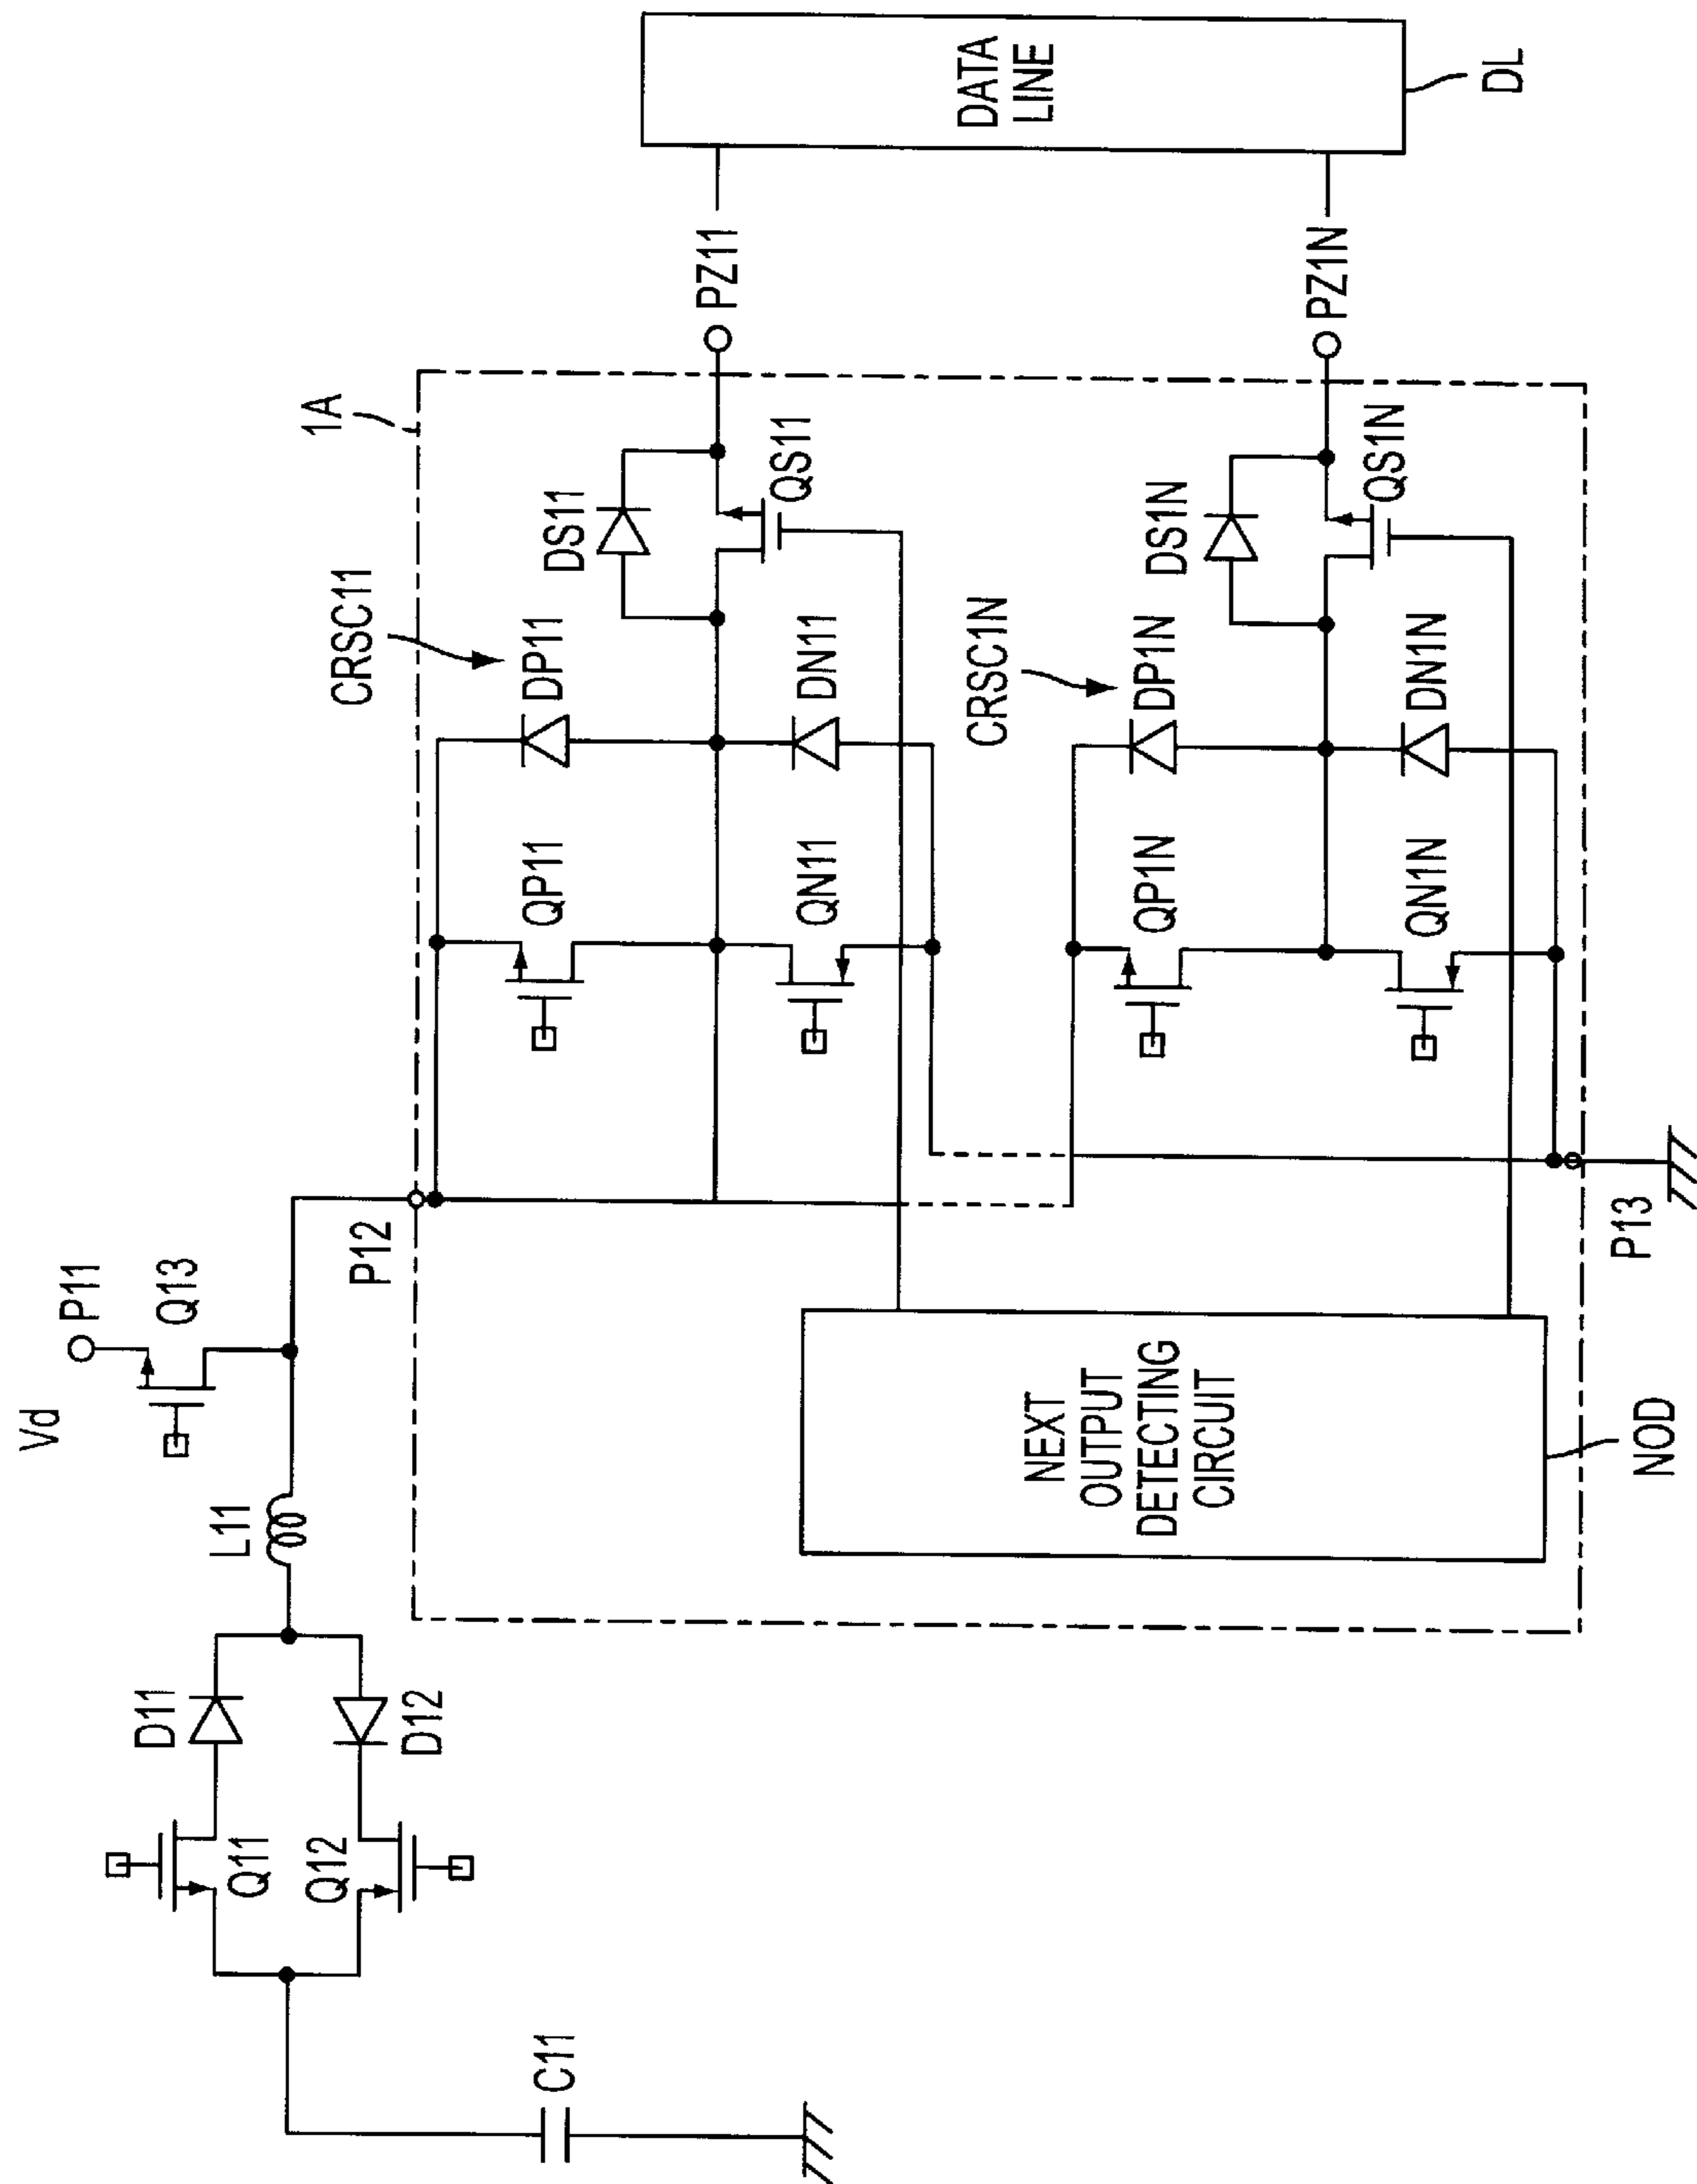 Vd
P11
Q13
L11
D11
D12
Q11
Q12
C11
P12
1A
CRSC11
DP11
DS11
QP11
DN11
QN11
QS11
PZ11
CRSC1N
DP1N
DS1N
QP1N
DN1N
QN1N
QS1N
PZ1N
P13
NEXT
OUTPUT
DETECTING
CIRCUIT
NOD
DATA
LINE
DL